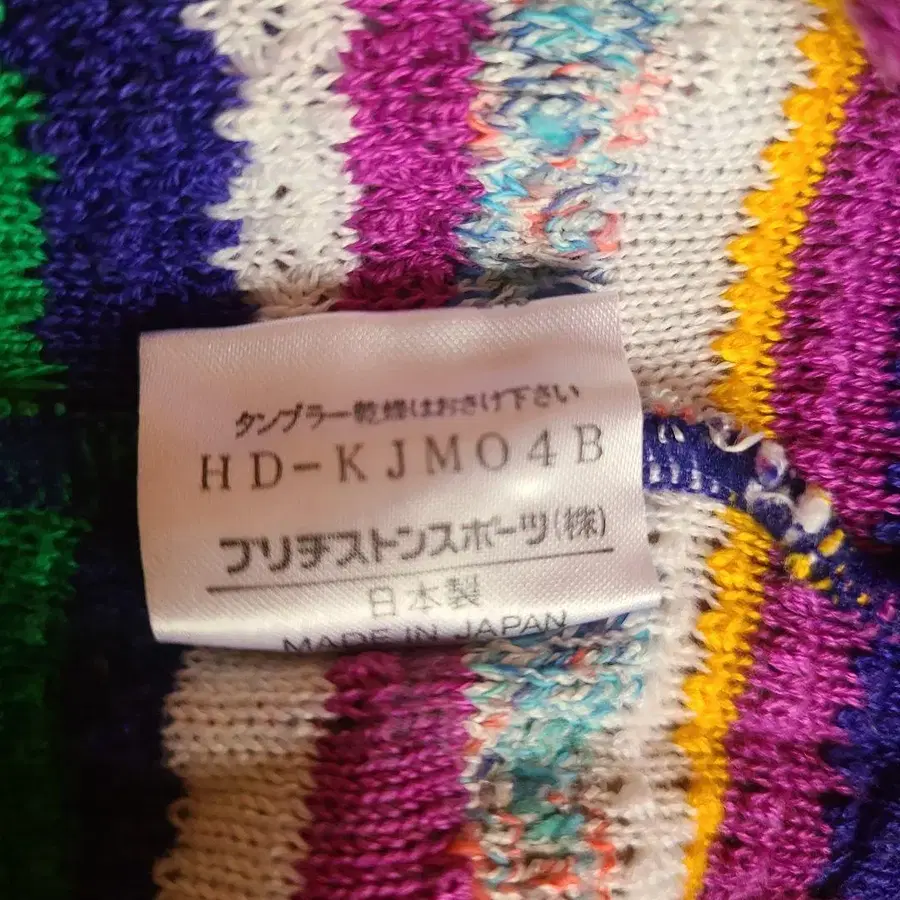 タンブラー乾燥はおさけ下さい
HD-KJM04B
ブリヂストンスポーツ(株)
日本製
MADE IN JAPAN